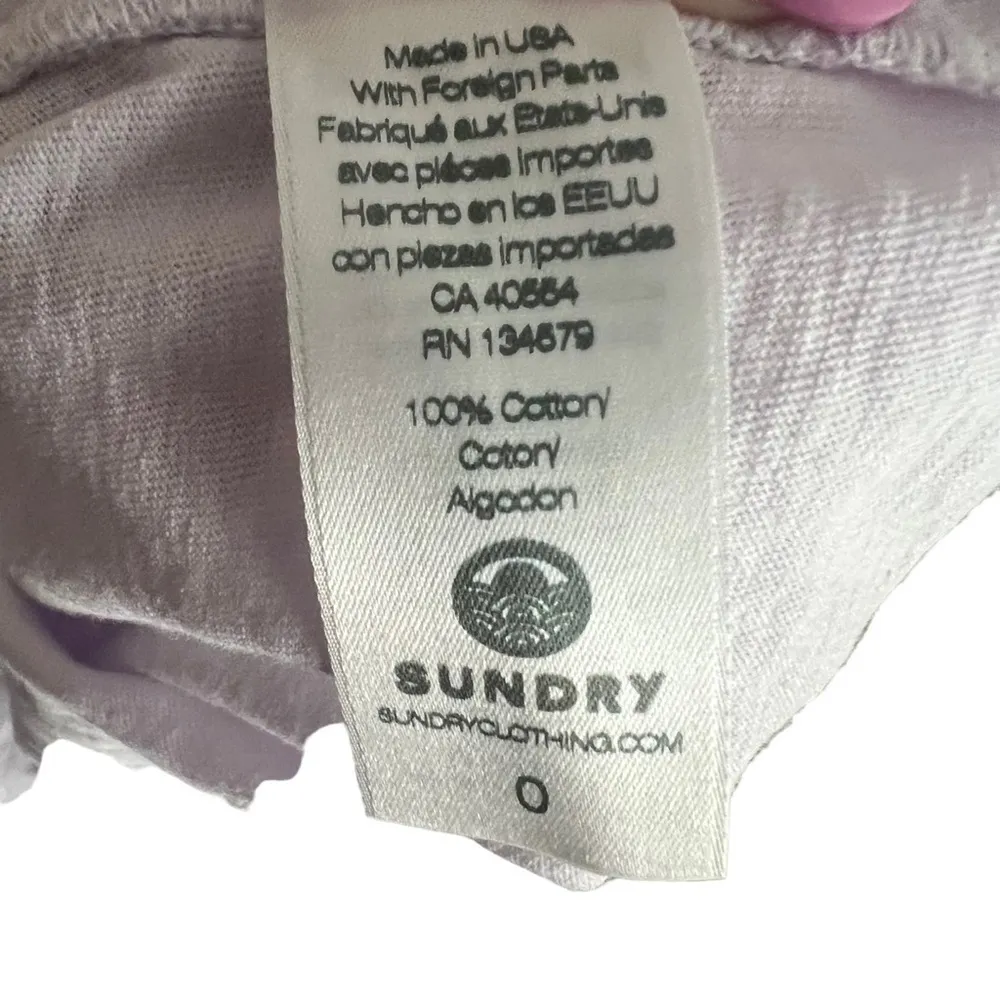 Made in USA
With Foreign Parts
Fabriqué aux Etats-Unis
avec pièces importes
Hencho en los EEUU
con piezas importadas
CA 40554
RN 134579
100% Cotton/
Coton/
Algodon
SUNDRY
SUNDRYCLOTHING.COM
0